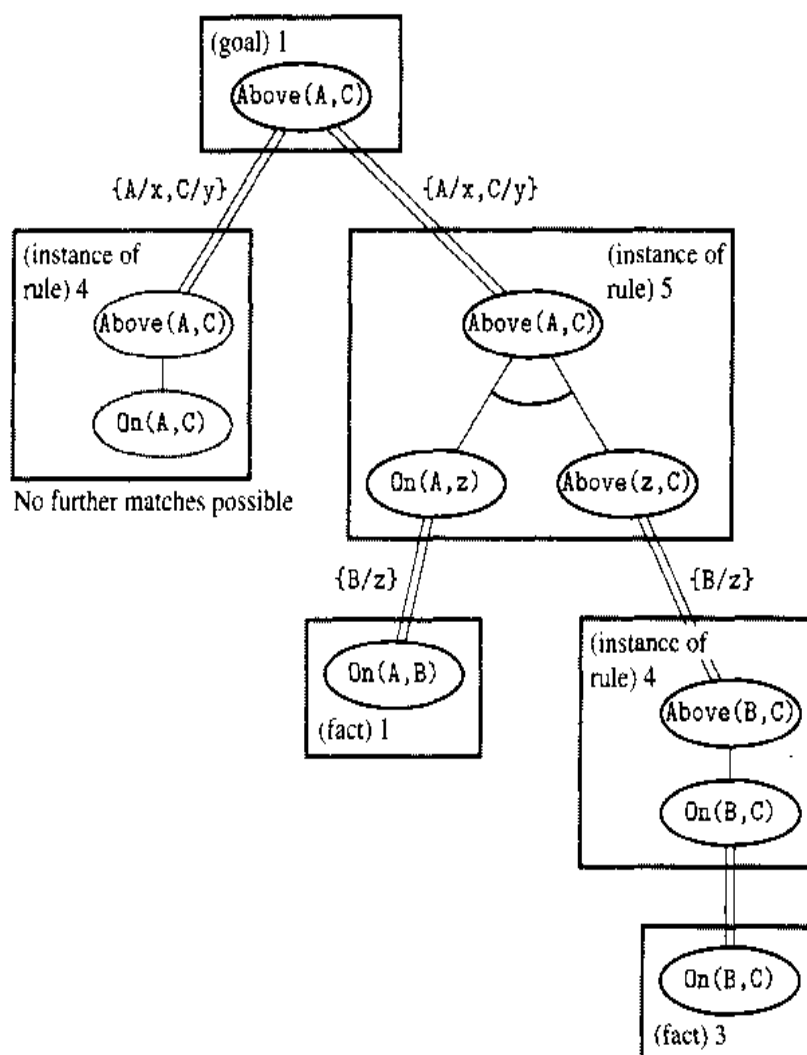 (goal) 1
Above(A,C)
{A/x,C/y}
{A/x,C/y}
(instance of
rule) 4
Above(A,C)
On(A,C)
No further matches possible
(instance of
rule) 5
Above(A,C)
On(A,z)
Above(z,C)
{B/z}
{B/z}
On(A,B)
(fact) 1
(instance of
rule) 4
Above(B,C)
On(B,C)
On(B,C)
(fact) 3